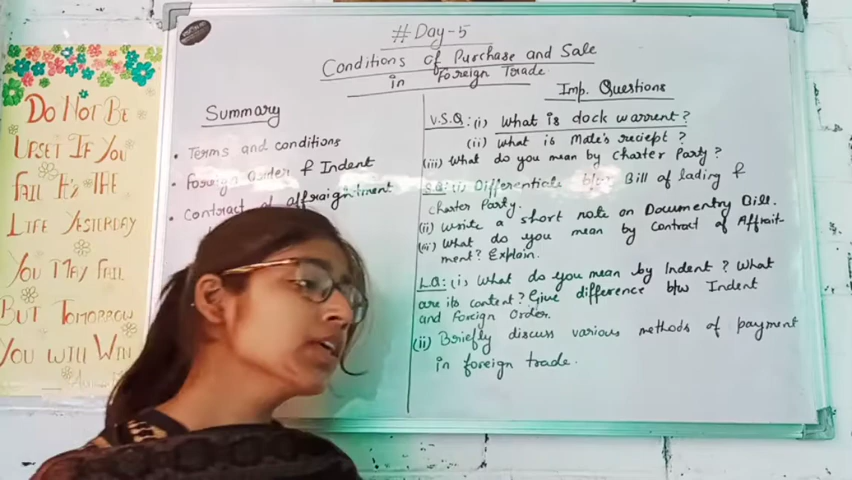 Do Not Be
Upset If You
Fail It's The
Life Yesterday
You May Fail
But Tomorrow
You will Win
# Day-5
Conditions of Purchase and Sale
in Foreign Trade
Summary
• Terms and conditions
• Foreign Order & Indent
• Contract of affraightment
Imp. Questions
V.S.Q: (i) What is dock warrent?
(ii) What is Mate's reciept?
(iii) What do you mean by Charter Party?
S.Q: (i) Differentiate b/w Bill of lading &
charter Party.
(ii) Write a short note on Documentry Bill.
(iii) What do you mean by Contract of Affrait-
ment? Explain.
L.Q: (i) What do you mean by Indent? What
are its content? Give difference b/w Indent
and Foreign Order.
(ii) Briefly discuss various methods of payment
in foreign trade.